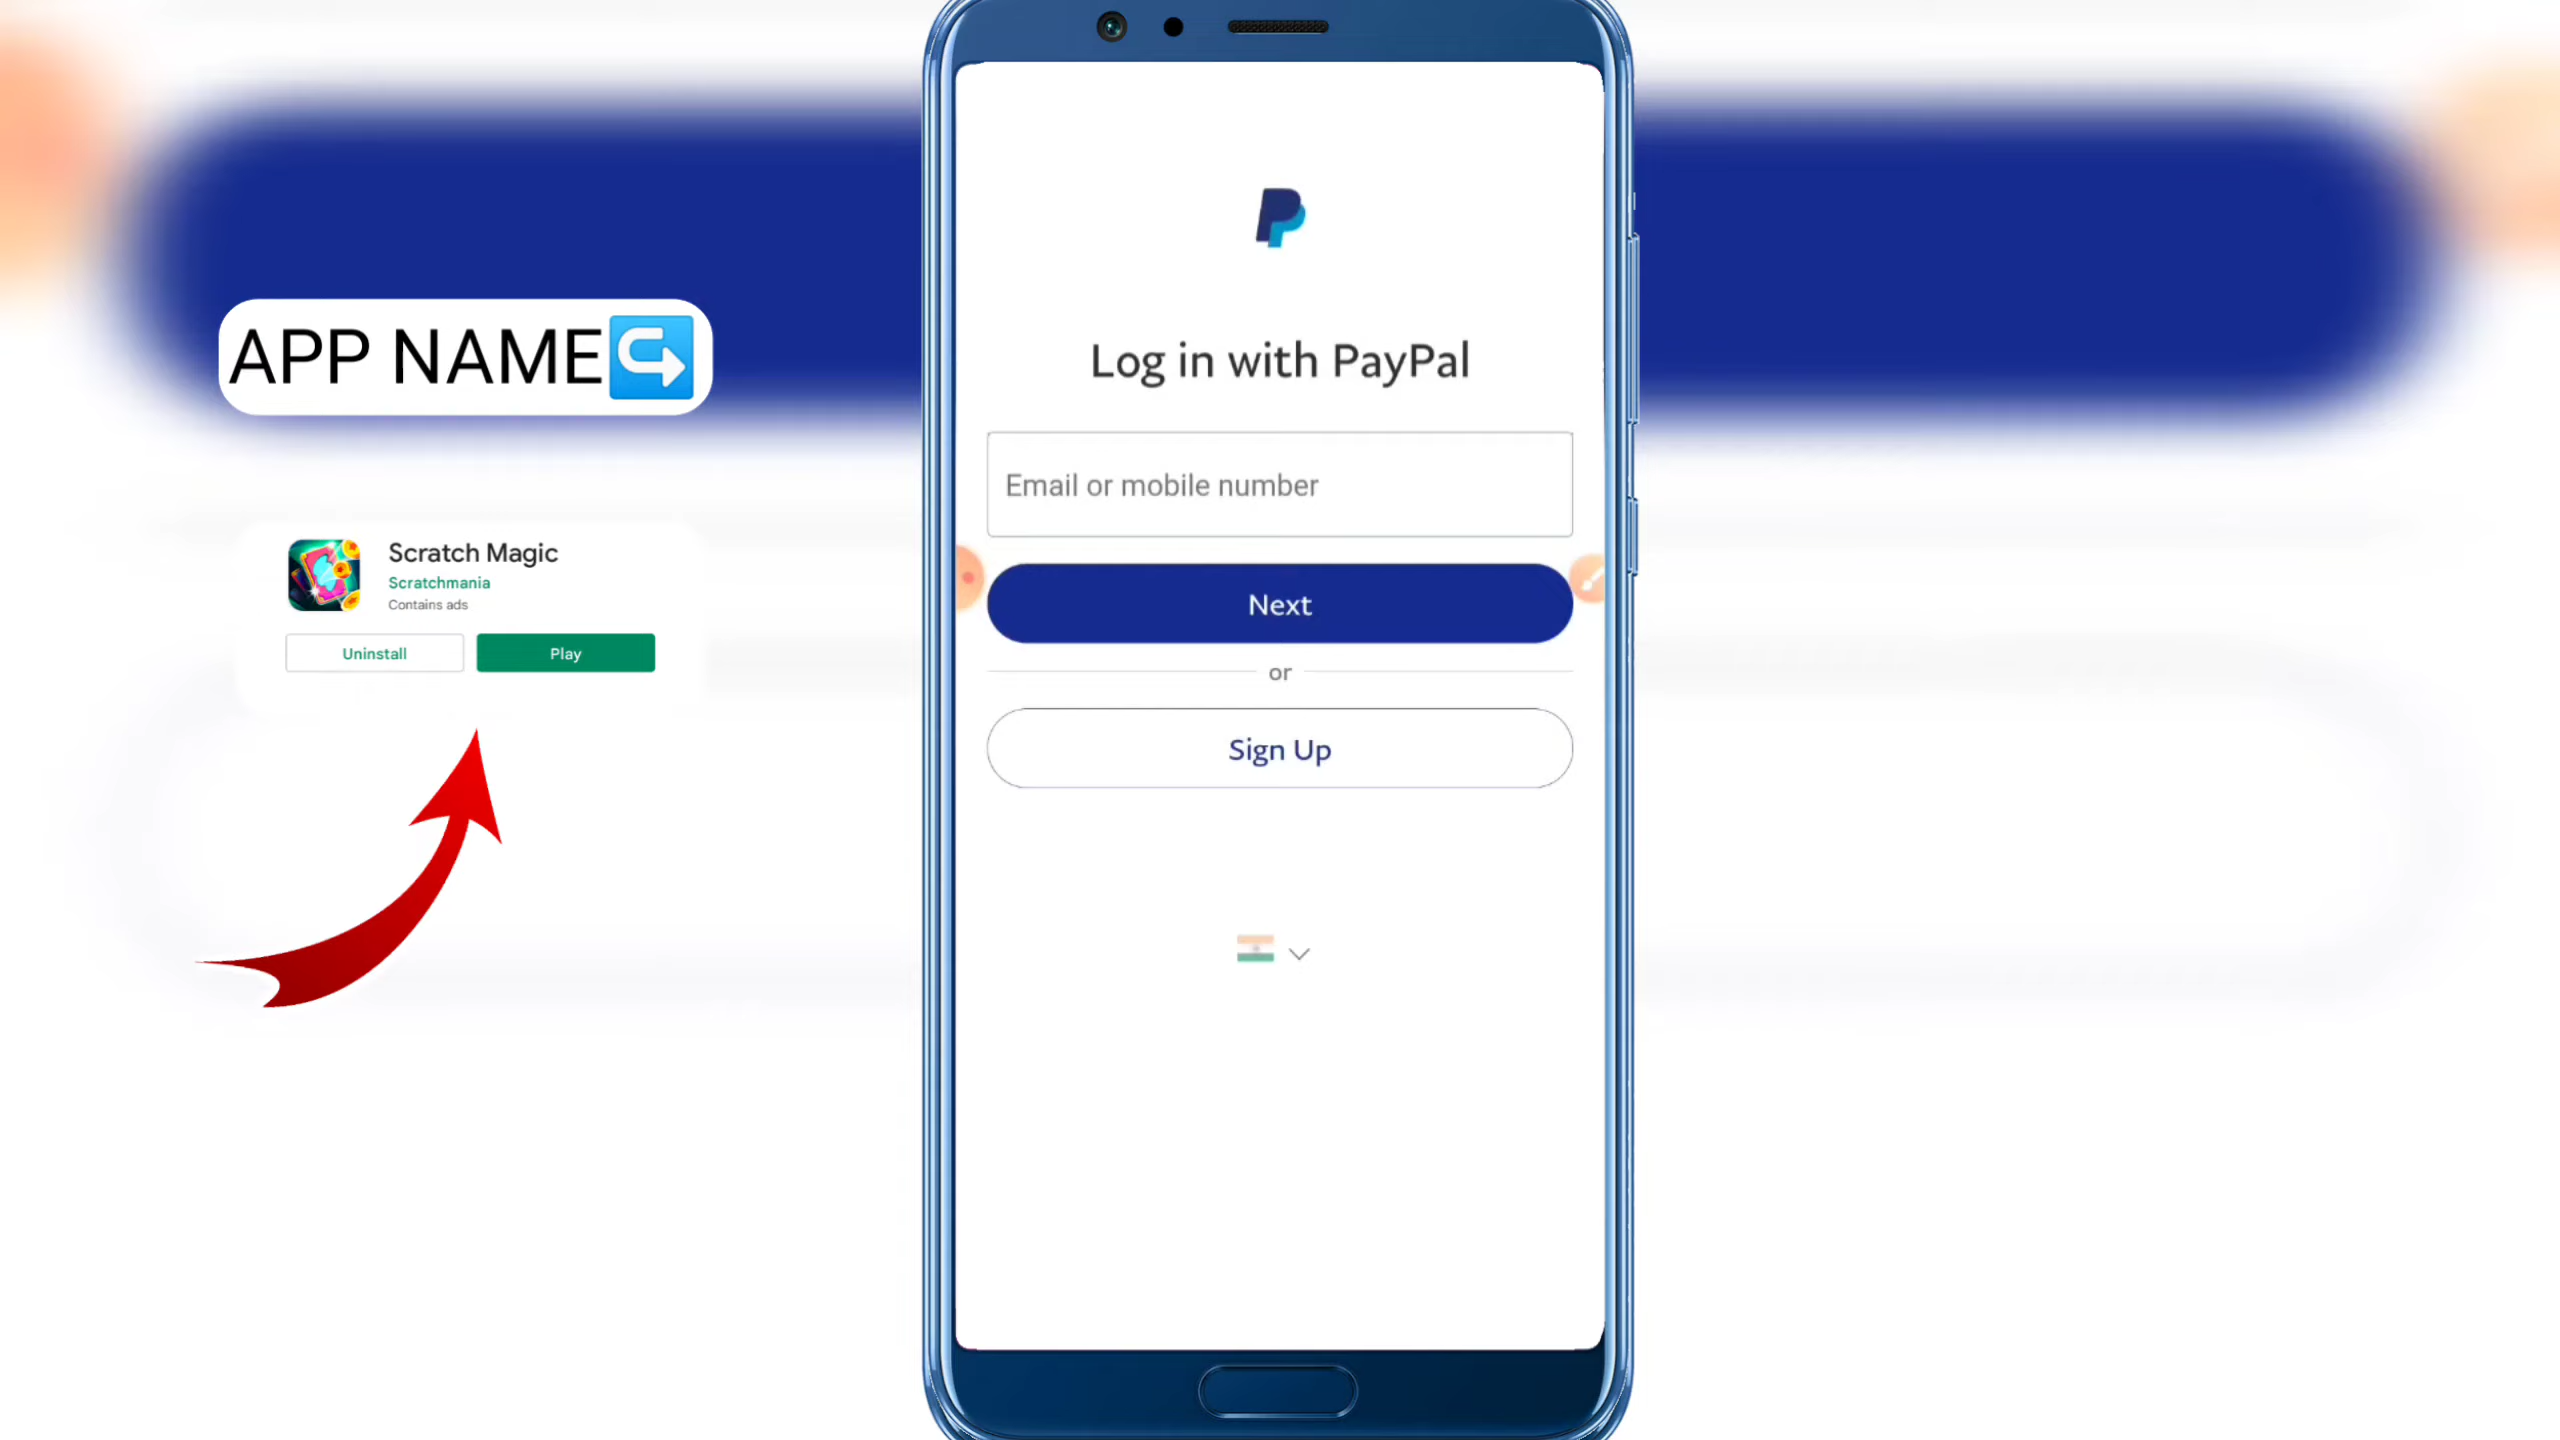 APP NAME↪️
Scratch Magic
Scratchmania
Contains ads
Uninstall
Play
Log in with PayPal
Email or mobile number
Next
or
Sign Up